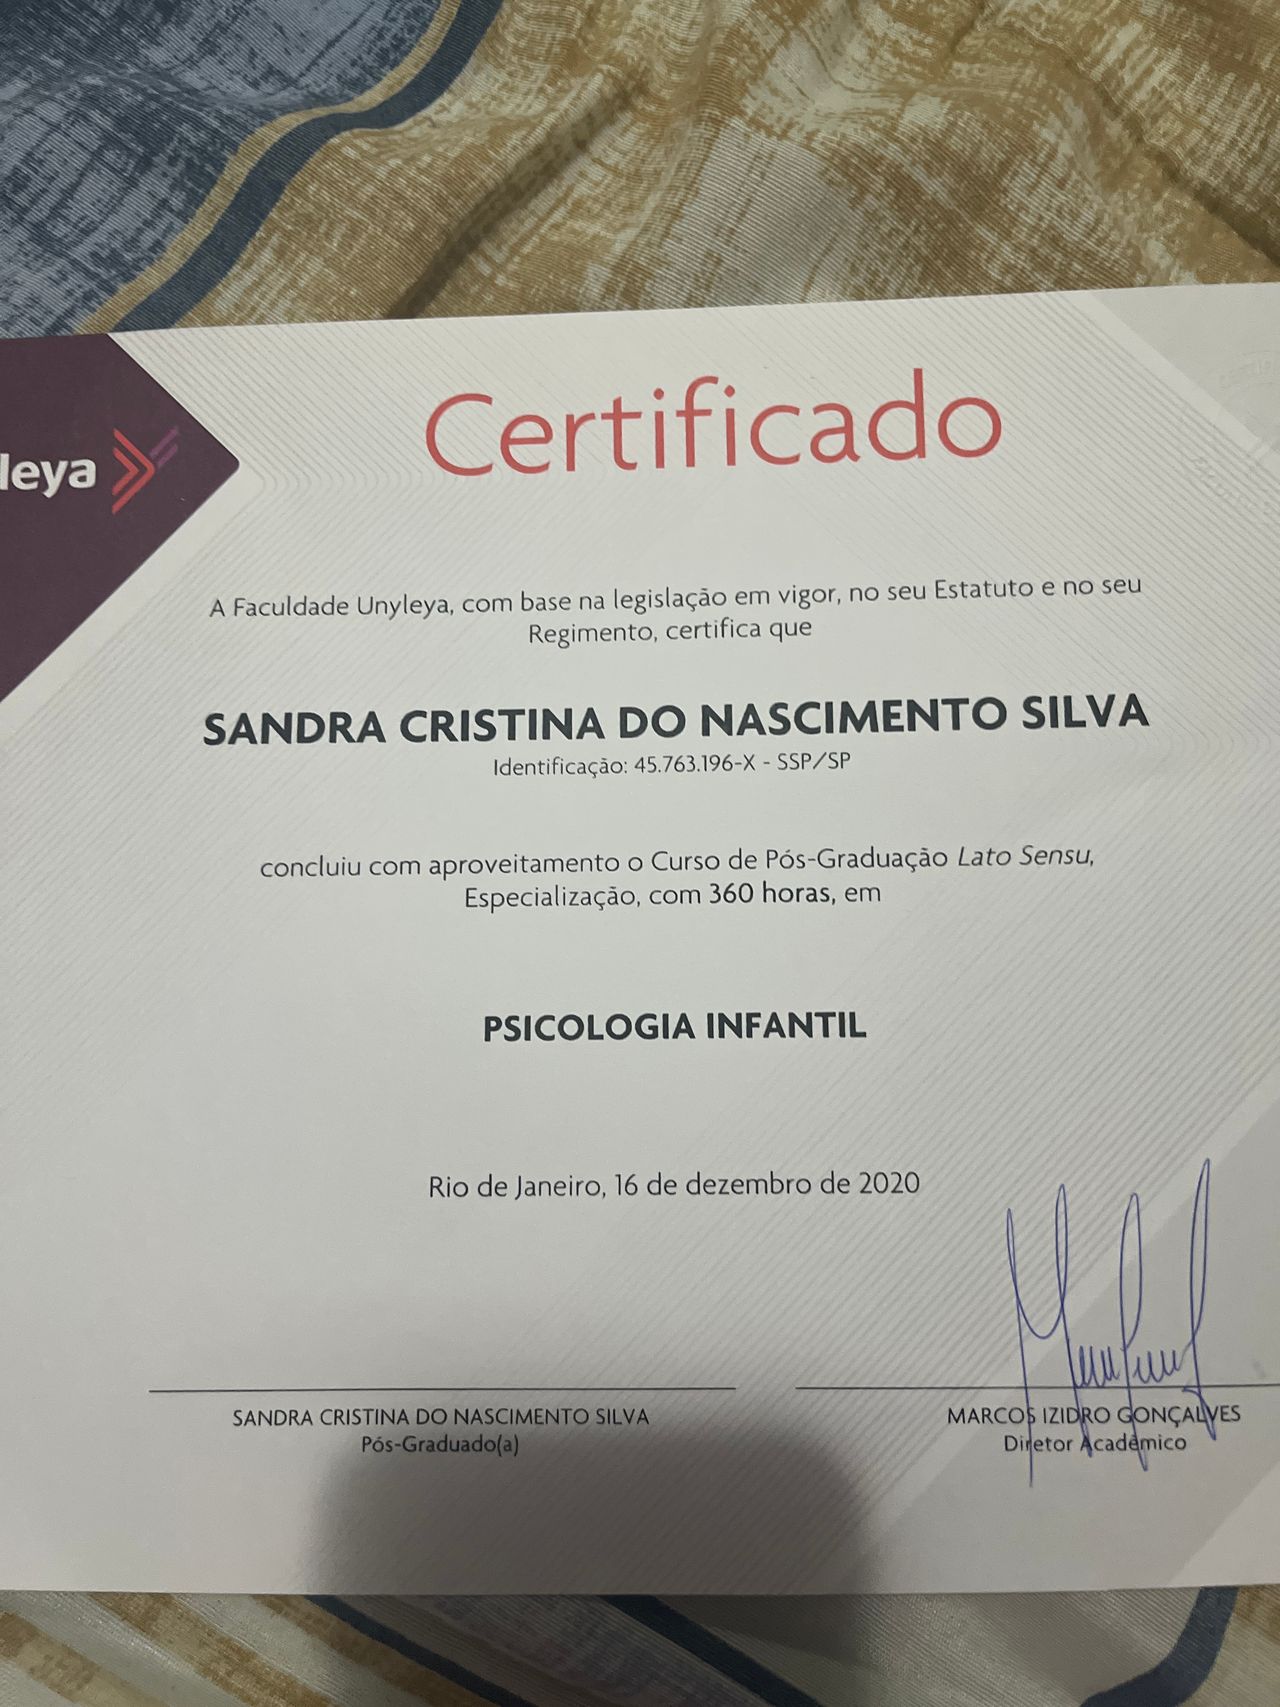 leya
Certificado
A Faculdade Unyleya, com base na legislação em vigor, no seu Estatuto e no seu
Regimento, certifica que
SANDRA CRISTINA DO NASCIMENTO SILVA
Identificação: 45.763.196-X - SSP/SP
concluiu com aproveitamento o Curso de Pós-Graduação Lato Sensu,
Especialização, com 360 horas, em
PSICOLOGIA INFANTIL
Rio de Janeiro, 16 de dezembro de 2020
SANDRA CRISTINA DO NASCIMENTO SILVA
Pós-Graduado(a)
MARCOS IZIDRO GONÇALVES
Diretor Acadêmico